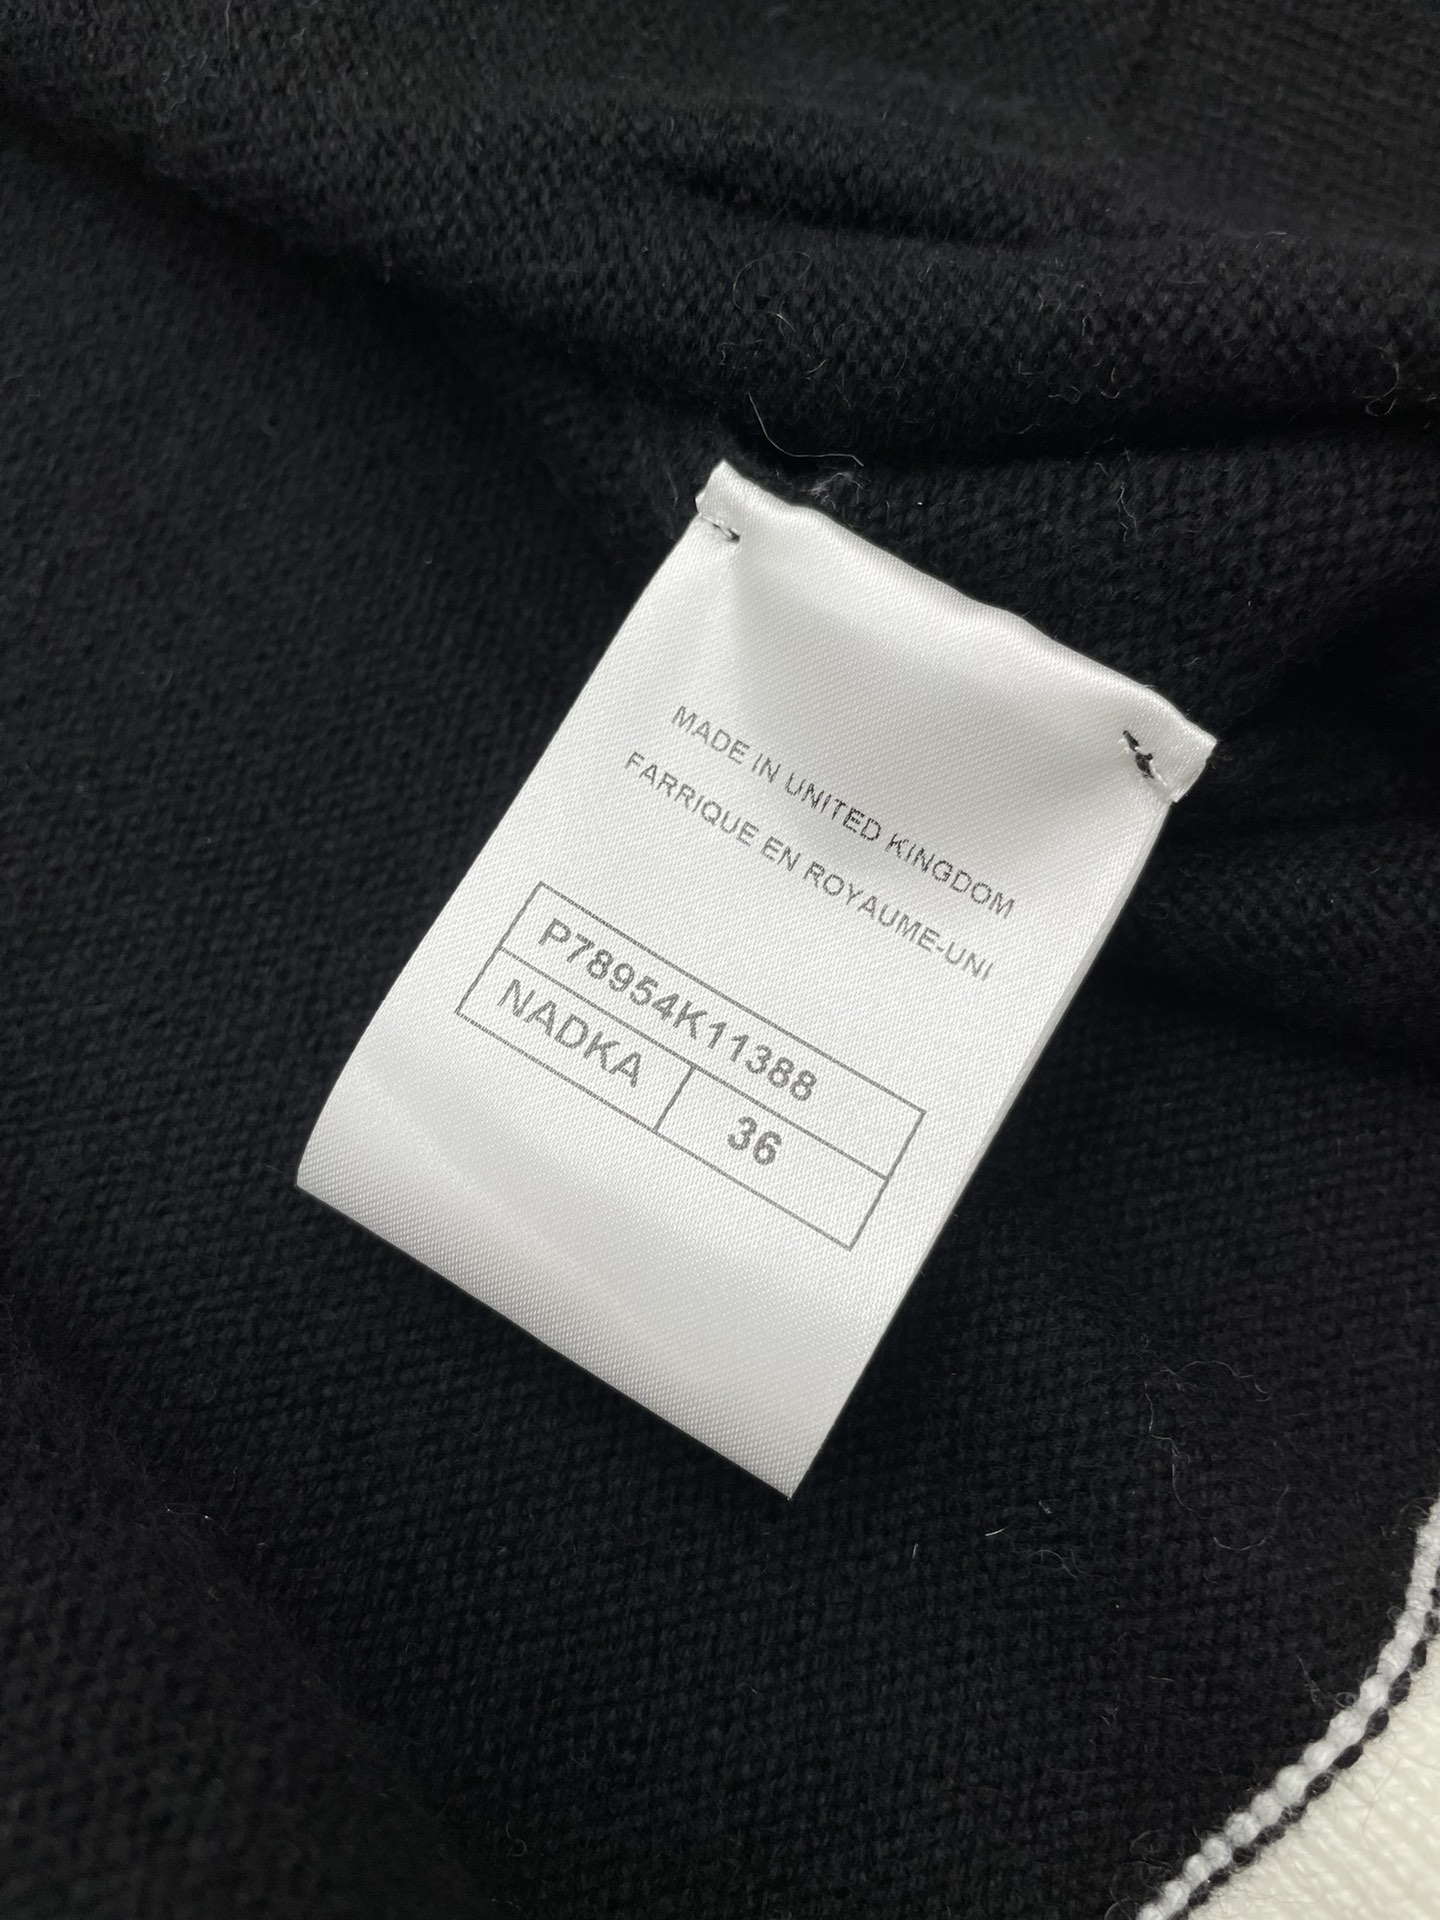 MADE IN UNITED KINGDOM
FARRIQUE EN ROYAUME-UNI
P78954K11388
NADKA 36